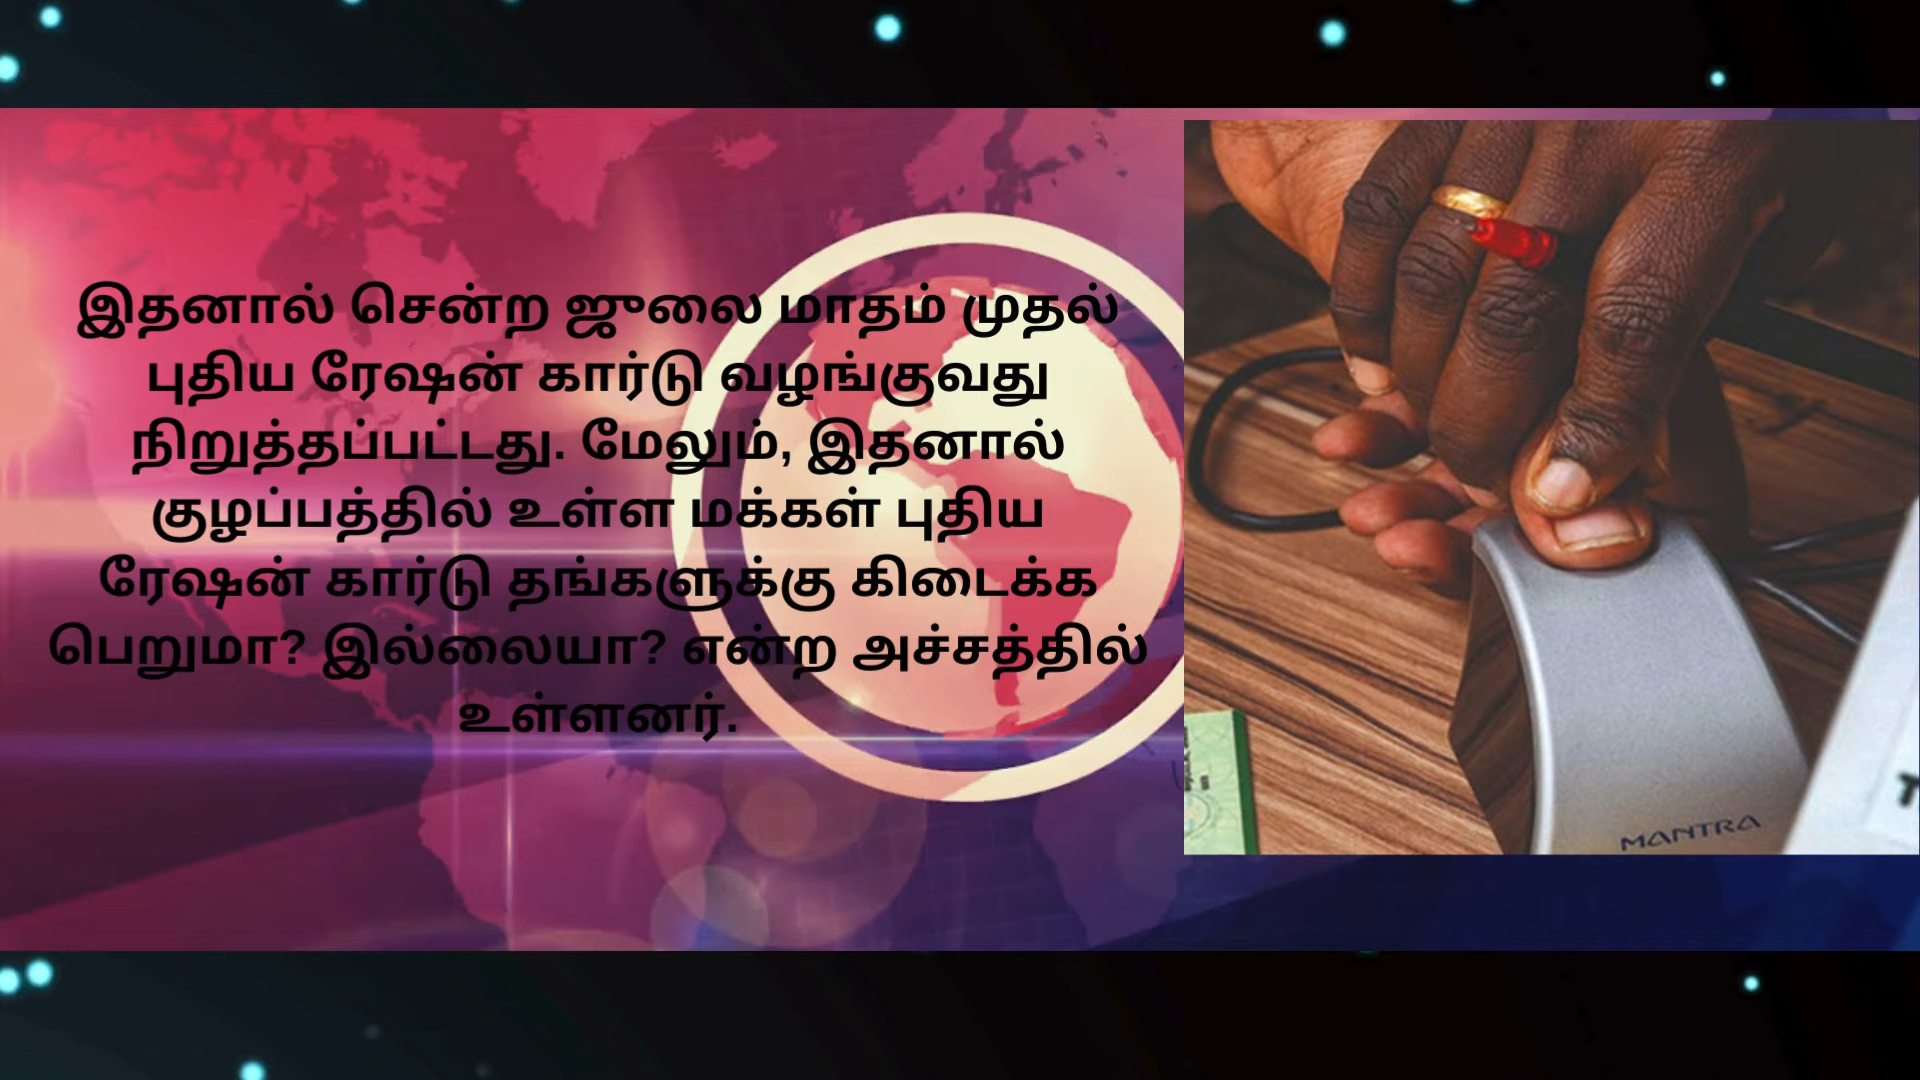 இதனால் சென்ற ஜுலை மாதம் முதல்
புதிய ரேஷன் கார்டு வழங்குவது
நிறுத்தப்பட்டது. மேலும், இதனால்
குழப்பத்தில் உள்ள மக்கள் புதிய
ரேஷன் கார்டு தங்களுக்கு கிடைக்க
பெறுமா? இல்லையா? என்ற அச்சத்தில்
உள்ளனர்.
MANTRA